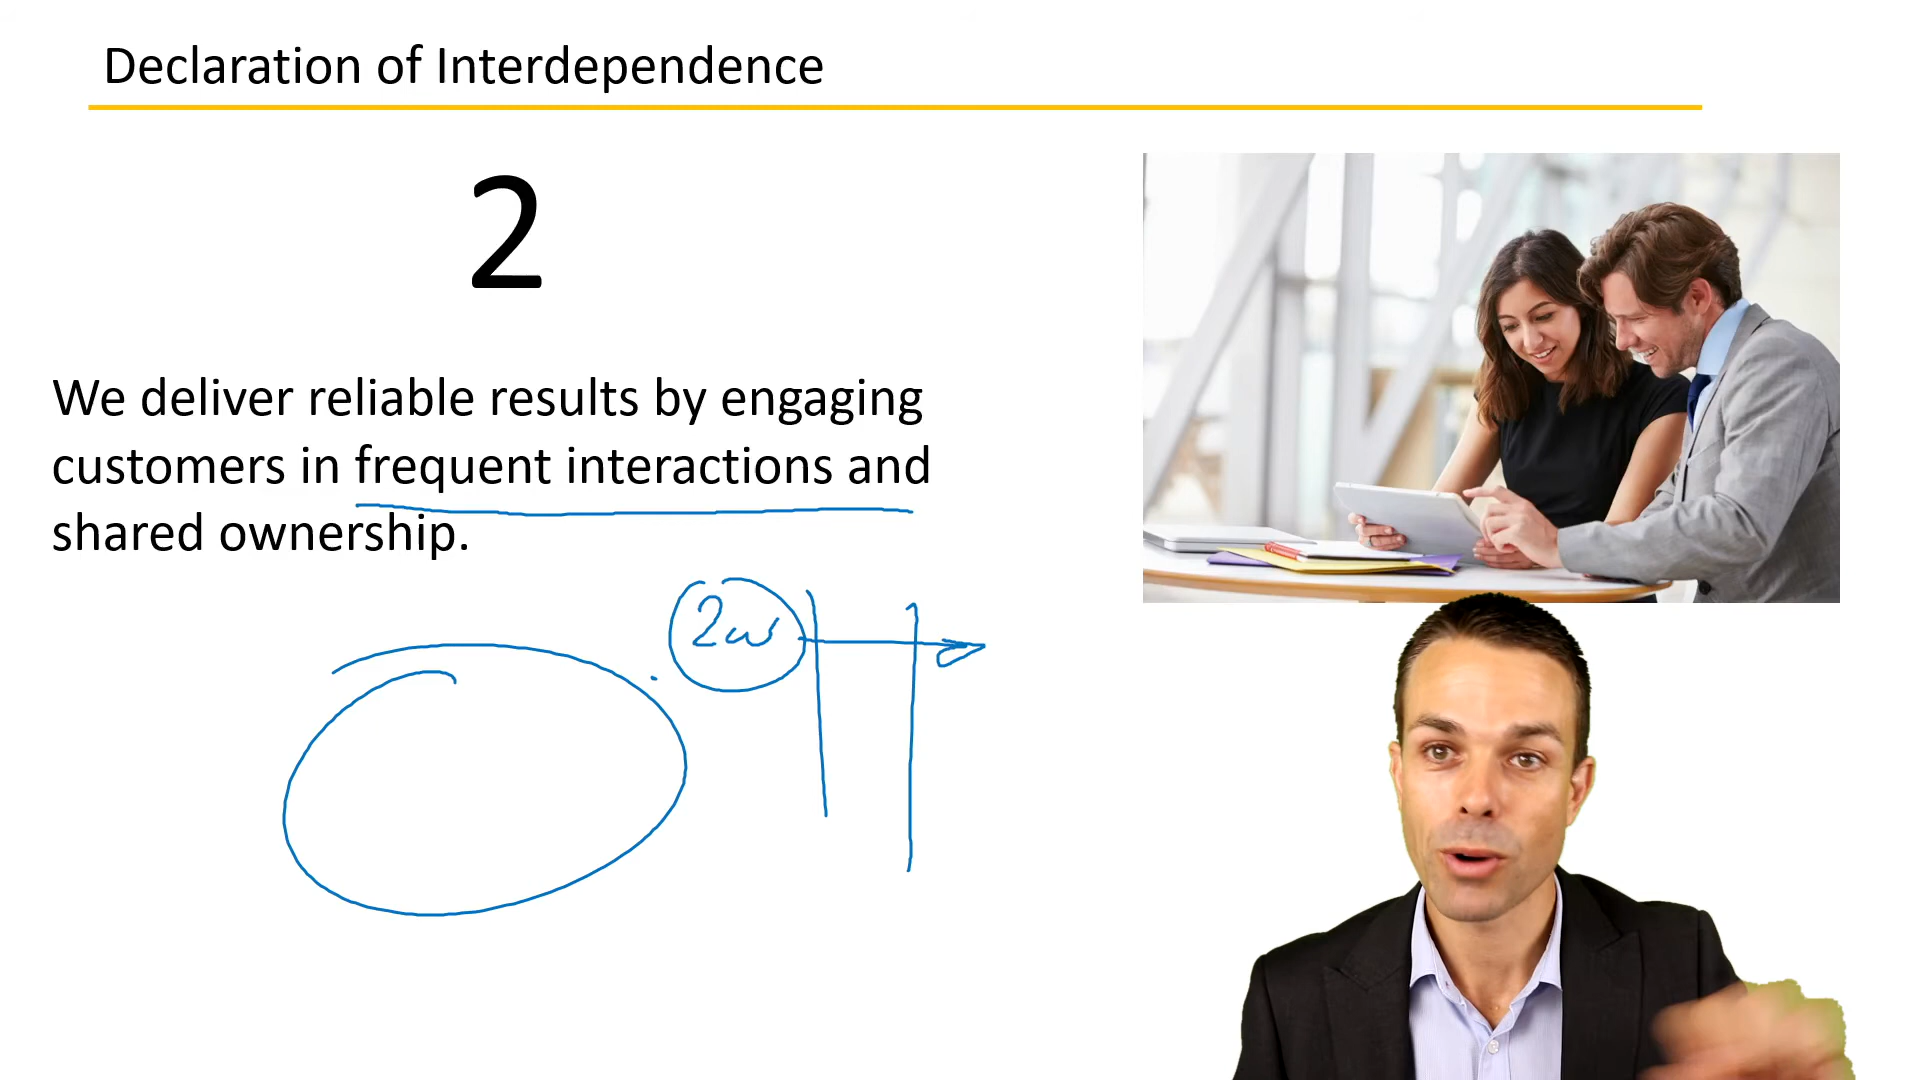 Declaration of Interdependence
2
We deliver reliable results by engaging
customers in frequent interactions and
shared ownership.
2w